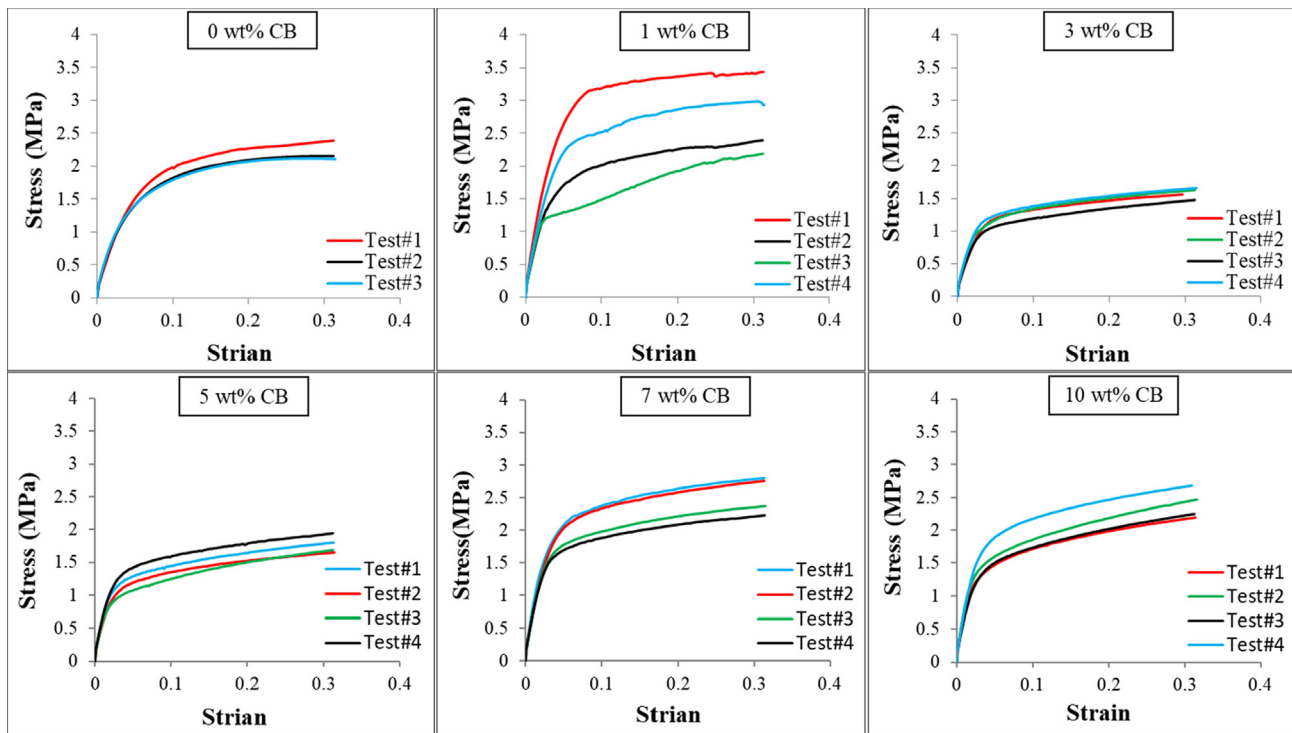 0 wt% CB
4
3.5
3
2.5
2
1.5
1
0.5
0
Stress (MPa)
Test#1
Test#2
Test#3
0 0.1 0.2 0.3 0.4
Strian
1 wt% CB
4
3.5
3
2.5
2
1.5
1
0.5
0
Stress (MPa)
Test#1
Test#2
Test#3
Test#4
0 0.1 0.2 0.3 0.4
Strian
3 wt% CB
4
3.5
3
2.5
2
1.5
1
0.5
0
Stress (MPa)
Test#1
Test#2
Test#3
Test#4
0 0.1 0.2 0.3 0.4
Strian
5 wt% CB
4
3.5
3
2.5
2
1.5
1
0.5
0
Stress (MPa)
Test#1
Test#2
Test#3
Test#4
0 0.1 0.2 0.3 0.4
Strian
7 wt% CB
4
3.5
3
2.5
2
1.5
1
0.5
0
Stress(MPa)
Test#1
Test#2
Test#3
Test#4
0 0.1 0.2 0.3 0.4
Strian
10 wt% CB
4
3.5
3
2.5
2
1.5
1
0.5
0
Stress (MPa)
Test#1
Test#2
Test#3
Test#4
0 0.1 0.2 0.3 0.4
Strain